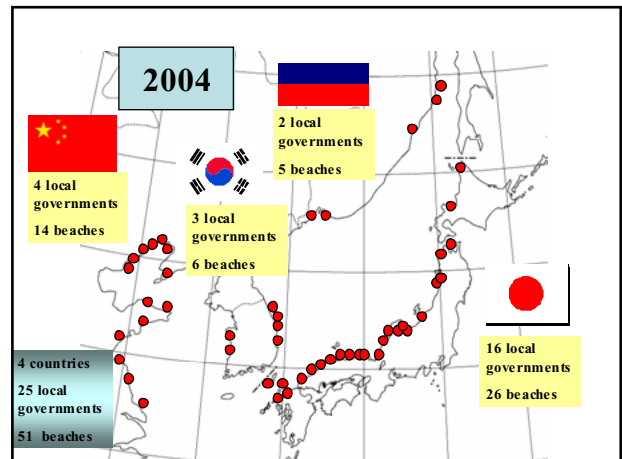 2004
2 local
governments
5 beaches
4 local
governments
14 beaches
3 local
governments
6 beaches
16 local
governments
26 beaches
4 countries
25 local
governments
51 beaches